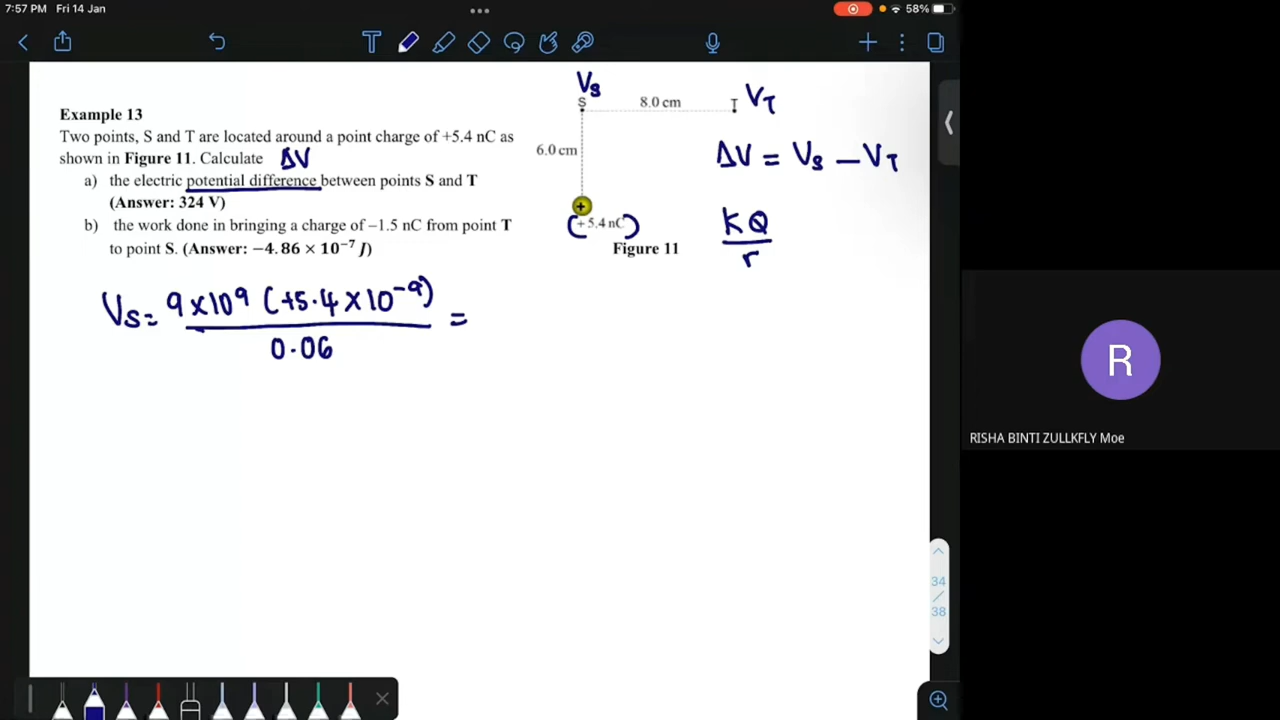 7:57 PM Fri 14 Jan
58%
T
Example 13
Two points, S and T are located around a point charge of +5.4 nC as
shown in Figure 11. Calculate ΔV
a) the electric potential difference between points S and T
(Answer: 324 V)
b) the work done in bringing a charge of −1.5 nC from point T
to point S. (Answer: −4.86 × 10⁻⁷ J)
Vs
S
8.0 cm
T
VT
6.0 cm
+
(+5.4 nC)
Figure 11
ΔV = Vs − VT
KQ
r
Vs = 9×10⁹ (+5.4×10⁻⁹) =
0.06
R
RISHA BINTI ZULLKFLY Moe
34
/
38